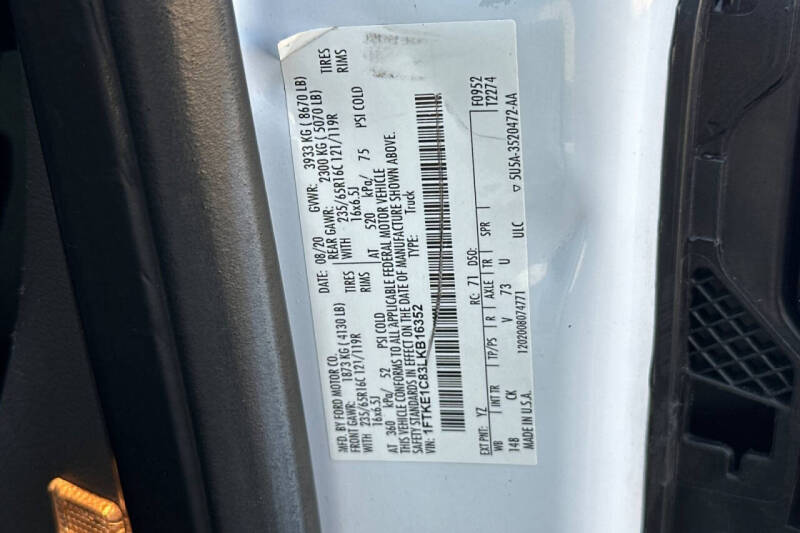 MFD. BY FORD MOTOR CO. DATE: 08/20 GVWR: 3933 KG ( 8670 LB)
FRONT GAWR: 1873 KG ( 4130 LB) REAR GAWR: 2300 KG ( 5070 LB)
WITH 235/65R16C 121/119R TIRES WITH 235/65R16C 121/119R TIRES
16x6.5J RIMS 16x6.5J RIMS
AT 360 kPa/ 52 PSI COLD AT 520 kPa/ 75 PSI COLD
THIS VEHICLE CONFORMS TO ALL APPLICABLE FEDERAL MOTOR VEHICLE
SAFETY STANDARDS IN EFFECT ON THE DATE OF MANUFACTURE SHOWN ABOVE.
VIN: 1FTKE1C83LKB16352 TYPE: Truck
F0952
T2274
EXT PNT: YZ RC: 71 DSO:
WB INT TR TP/PS R AXLE TR SPR
148 CK V 73 U ULC
MADE IN U.S.A. 1202008074771 ▽ 5U5A-3520472-AA